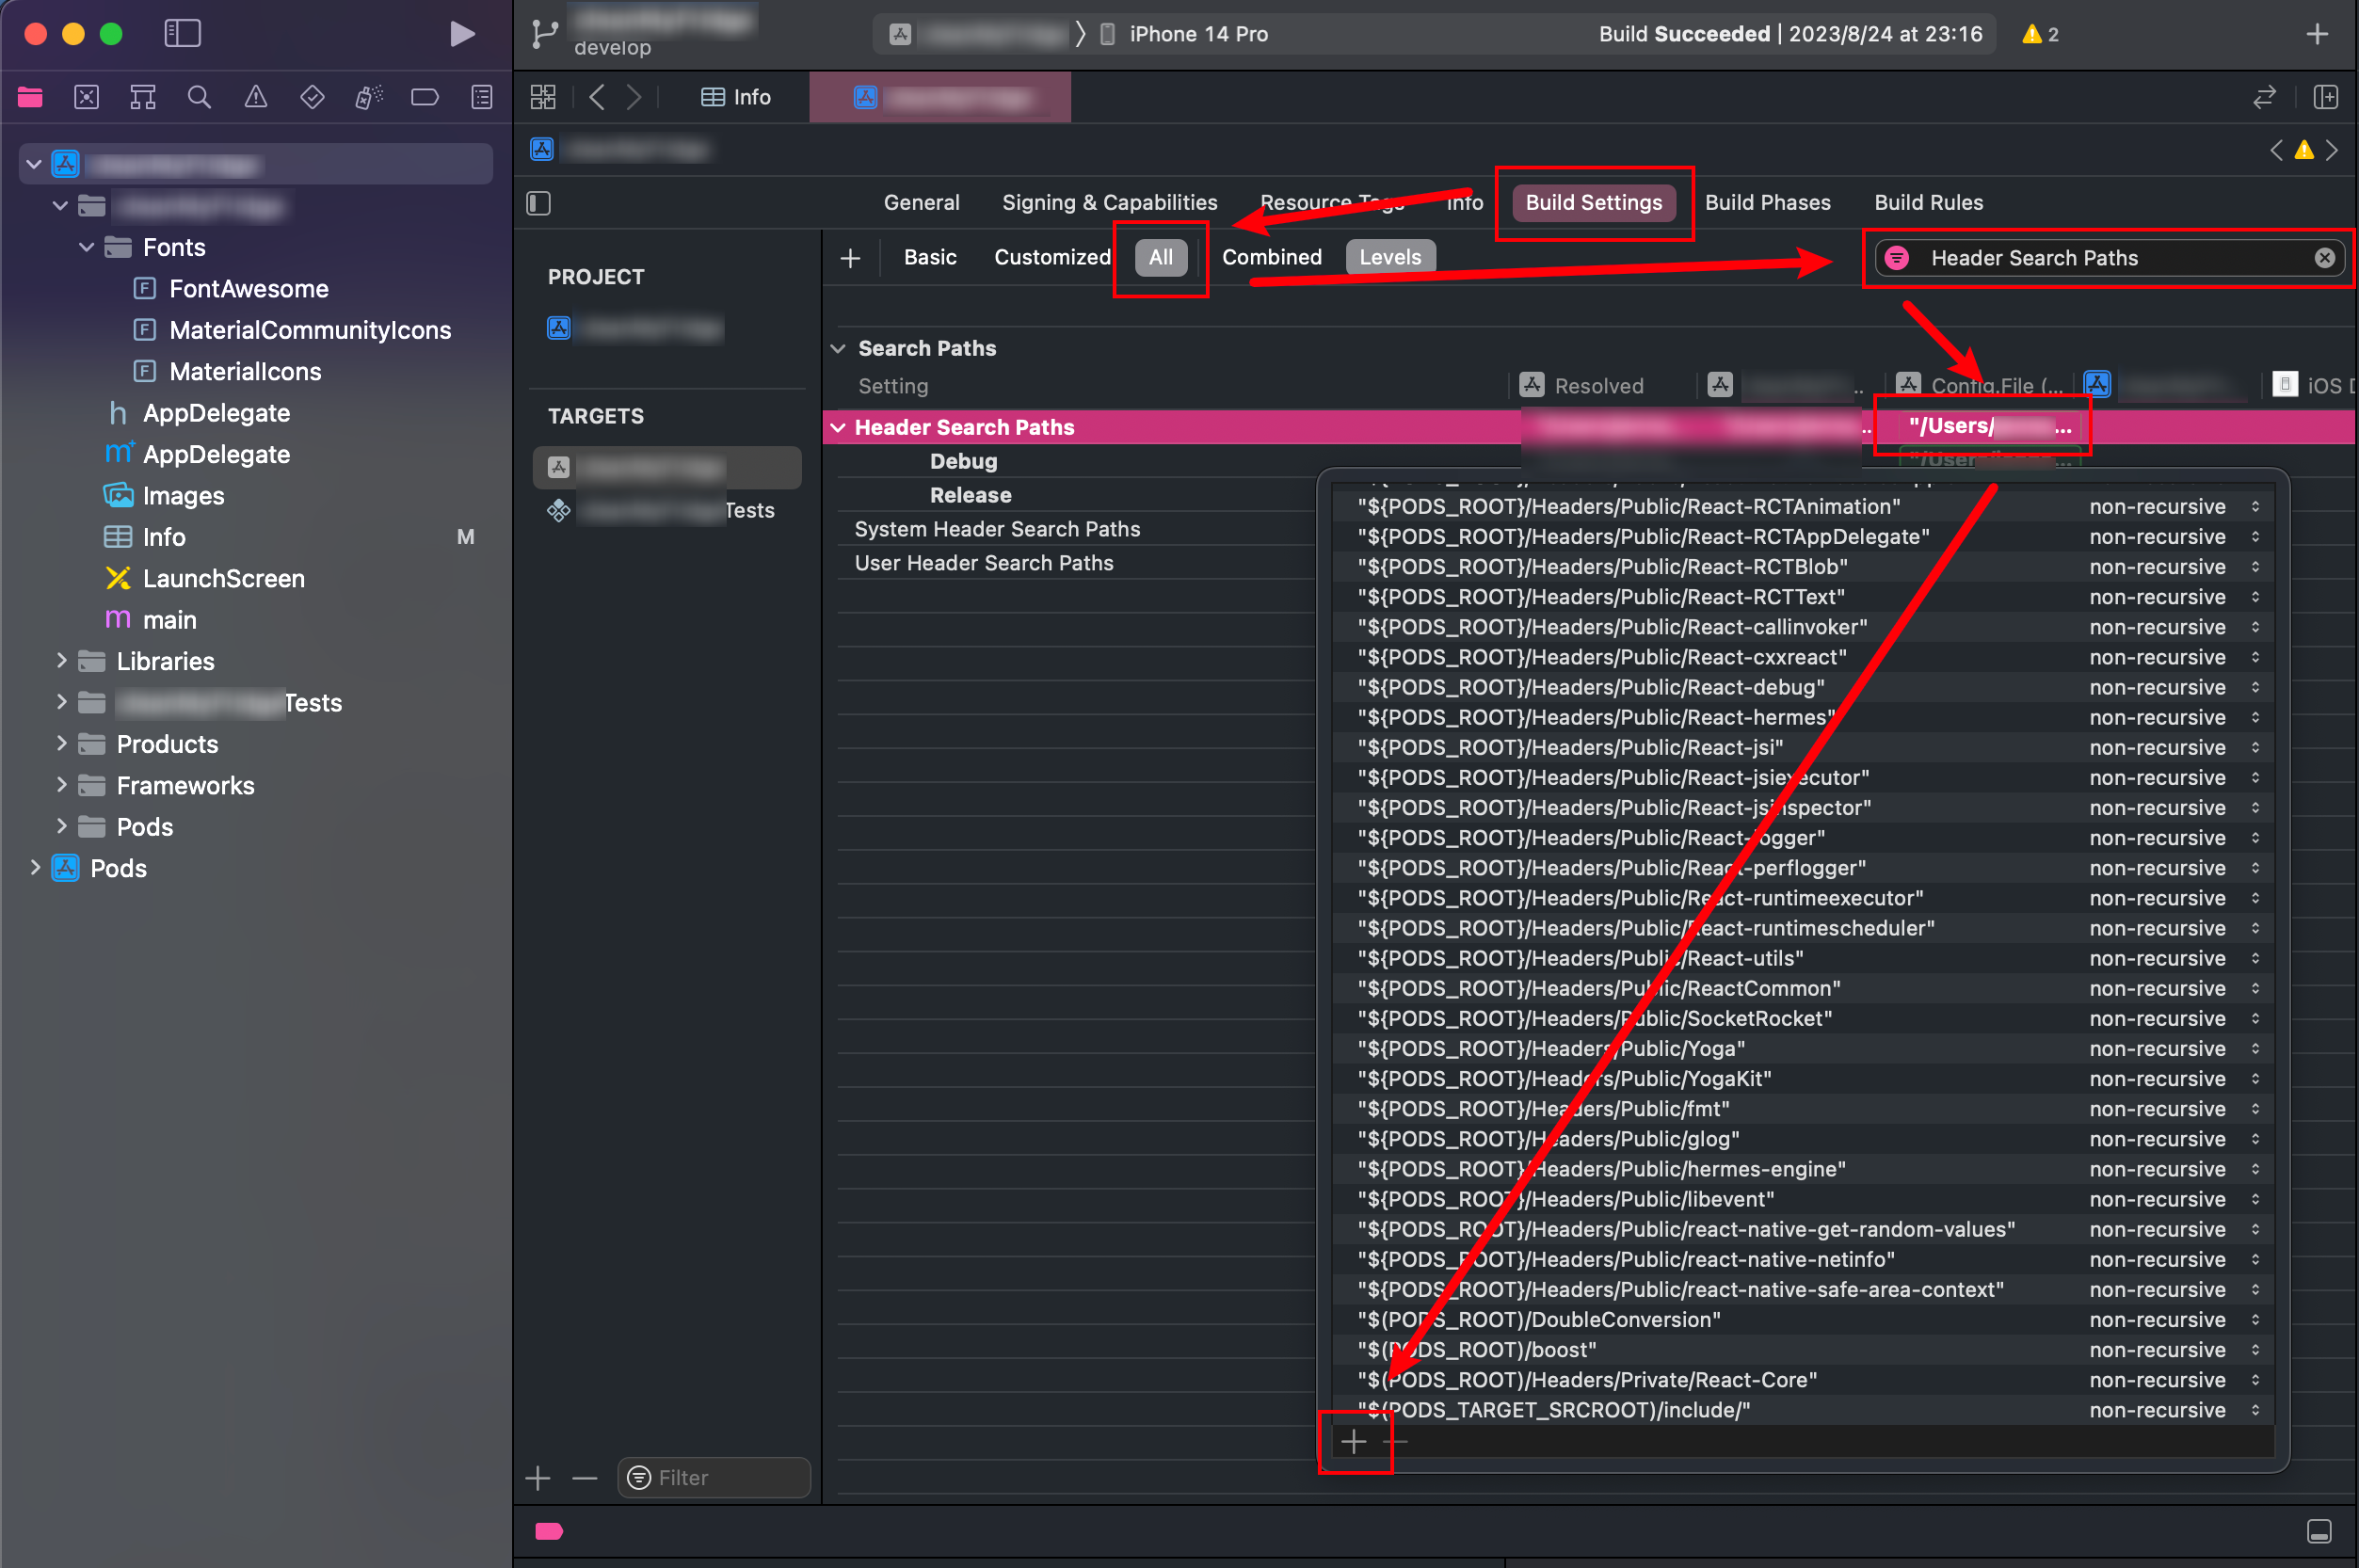 develop
iPhone 14 Pro
Build Succeeded | 2023/8/24 at 23:16
2
Info
General
Signing & Capabilities
Resource Tags
Info
Build Settings
Build Phases
Build Rules
Basic
Customized
All
Combined
Levels
Header Search Paths
Fonts
FontAwesome
MaterialCommunityIcons
MaterialIcons
AppDelegate
AppDelegate
Images
Info
M
LaunchScreen
main
Libraries
Tests
Products
Frameworks
Pods
Pods
PROJECT
TARGETS
Tests
Filter
Search Paths
Setting
Resolved
...
Config.File (...
iOS D
Header Search Paths
...
"/Users/ ...
Debug
"/Users ...
Release
System Header Search Paths
User Header Search Paths
"${PODS_ROOT}/Headers/Public/React-RCTAnimation" non-recursive
"${PODS_ROOT}/Headers/Public/React-RCTAppDelegate" non-recursive
"${PODS_ROOT}/Headers/Public/React-RCTBlob" non-recursive
"${PODS_ROOT}/Headers/Public/React-RCTText" non-recursive
"${PODS_ROOT}/Headers/Public/React-callinvoker" non-recursive
"${PODS_ROOT}/Headers/Public/React-cxxreact" non-recursive
"${PODS_ROOT}/Headers/Public/React-debug" non-recursive
"${PODS_ROOT}/Headers/Public/React-hermes" non-recursive
"${PODS_ROOT}/Headers/Public/React-jsi" non-recursive
"${PODS_ROOT}/Headers/Public/React-jsiexecutor" non-recursive
"${PODS_ROOT}/Headers/Public/React-jsinspector" non-recursive
"${PODS_ROOT}/Headers/Public/React-logger" non-recursive
"${PODS_ROOT}/Headers/Public/React-perflogger" non-recursive
"${PODS_ROOT}/Headers/Public/React-runtimeexecutor" non-recursive
"${PODS_ROOT}/Headers/Public/React-runtimescheduler" non-recursive
"${PODS_ROOT}/Headers/Public/React-utils" non-recursive
"${PODS_ROOT}/Headers/Public/ReactCommon" non-recursive
"${PODS_ROOT}/Headers/Public/SocketRocket" non-recursive
"${PODS_ROOT}/Headers/Public/Yoga" non-recursive
"${PODS_ROOT}/Headers/Public/YogaKit" non-recursive
"${PODS_ROOT}/Headers/Public/fmt" non-recursive
"${PODS_ROOT}/Headers/Public/glog" non-recursive
"${PODS_ROOT}/Headers/Public/hermes-engine" non-recursive
"${PODS_ROOT}/Headers/Public/libevent" non-recursive
"${PODS_ROOT}/Headers/Public/react-native-get-random-values" non-recursive
"${PODS_ROOT}/Headers/Public/react-native-netinfo" non-recursive
"${PODS_ROOT}/Headers/Public/react-native-safe-area-context" non-recursive
"$(PODS_ROOT)/DoubleConversion" non-recursive
"$(PODS_ROOT)/boost" non-recursive
"$(PODS_ROOT)/Headers/Private/React-Core" non-recursive
"$(PODS_TARGET_SRCROOT)/include/" non-recursive